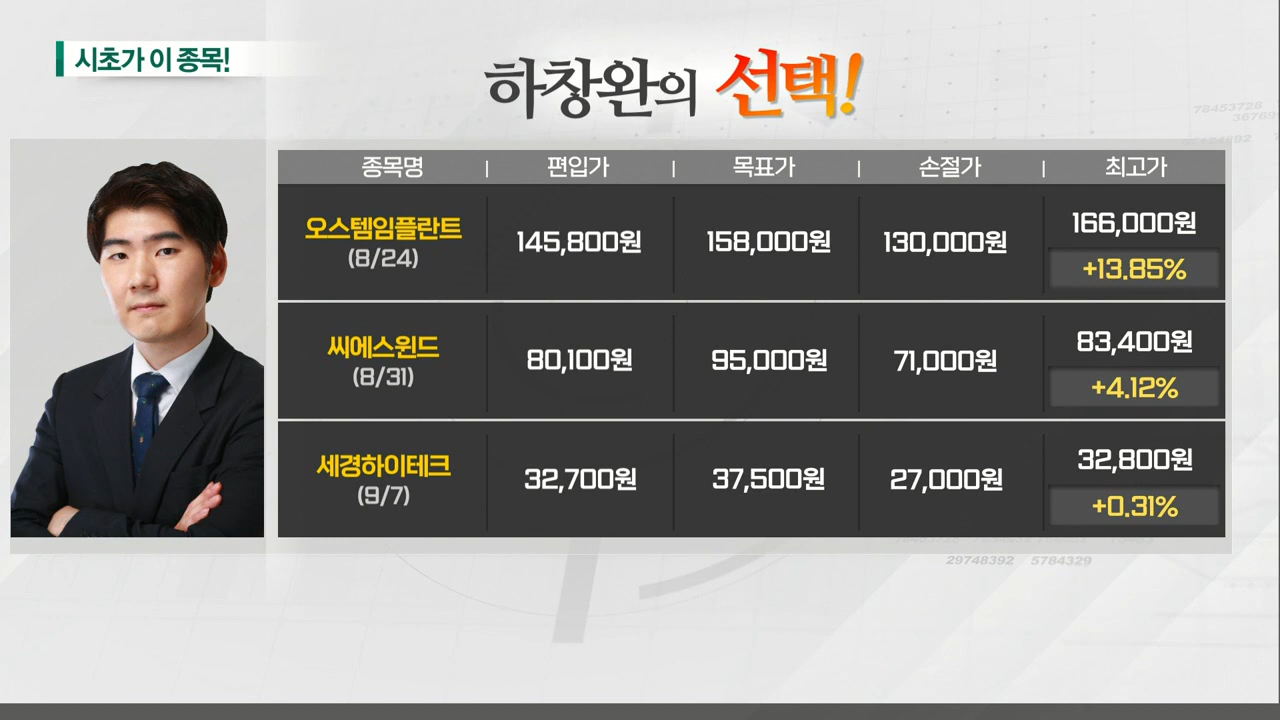 시초가 이 종목!
하창완의 선택!
종목명 | 편입가 | 목표가 | 손절가 | 최고가
오스템임플란트 145,800원 158,000원 130,000원 166,000원
(8/24) +13.85%
씨에스윈드 80,100원 95,000원 71,000원 83,400원
(8/31) +4.12%
세경하이테크 32,700원 37,500원 27,000원 32,800원
(9/7) +0.31%
78453728
29748392 5784329